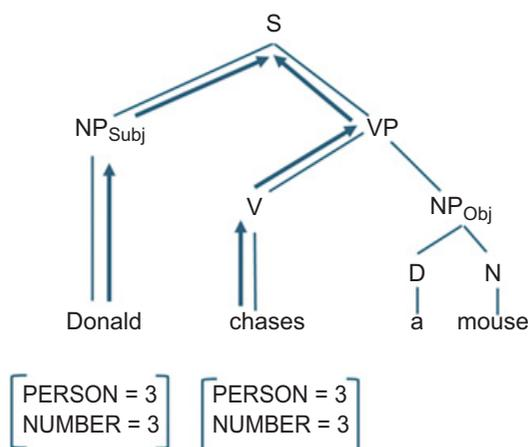 S
NPSubj VP
V NPObj
D N
Donald chases a mouse
PERSON = 3 PERSON = 3
NUMBER = 3 NUMBER = 3